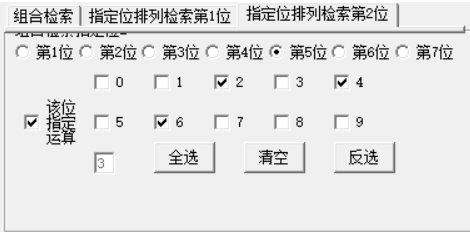 组合检索 指定位排列检索第1位 指定位排列检索第2位
第1位 第2位 第3位 第4位 第5位 第6位 第7位
0 1 2 3 4
该位
指定
运算
5 6 7 8 9
3 全选 清空 反选